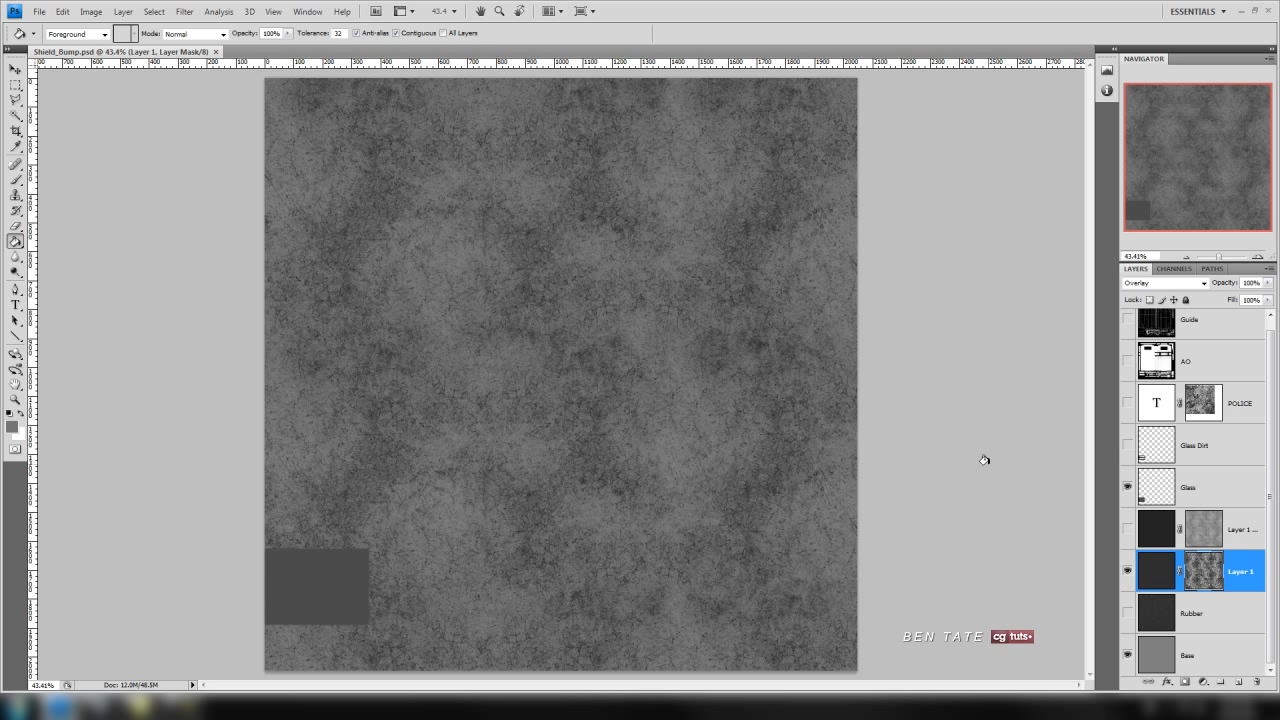 Ps File Edit Image Layer Select Filter Analysis 3D View Window Help 43.4 ESSENTIALS
Foreground Mode: Normal Opacity: 100% Tolerance: 32 Anti-alias Contiguous All Layers
Shield_Bump.psd @ 43.4% (Layer 1, Layer Mask/8) ×
NAVIGATOR
43.41%
LAYERS CHANNELS PATHS
Overlay Opacity: 100%
Lock: Fill: 100%
Guide
AO
T POLICE
Glass Dirt
Glass
Layer 1 ...
Layer 1
Rubber
Base
BEN TATE cg tuts+
43.41% Doc: 12.0M/48.5M